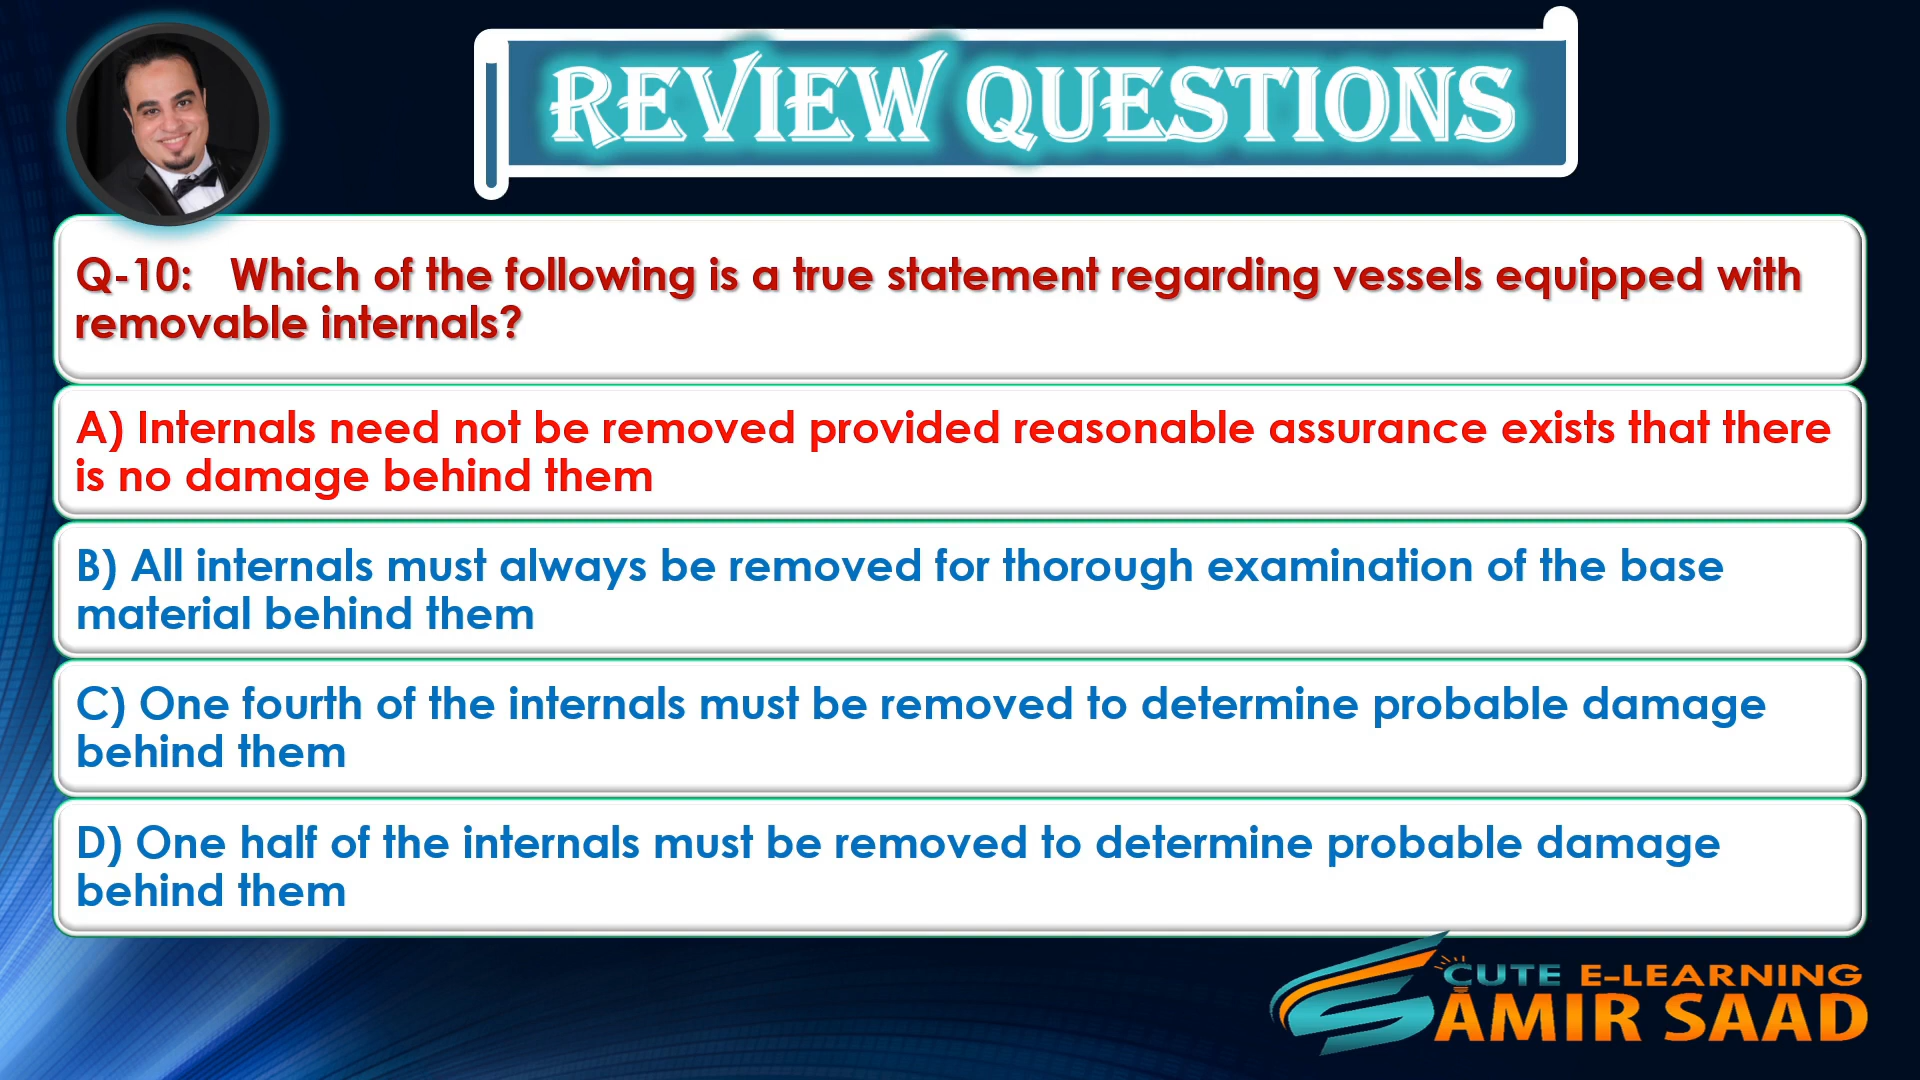 REVIEW QUESTIONS
Q-10: Which of the following is a true statement regarding vessels equipped with
removable internals?
A) Internals need not be removed provided reasonable assurance exists that there
is no damage behind them
B) All internals must always be removed for thorough examination of the base
material behind them
C) One fourth of the internals must be removed to determine probable damage
behind them
D) One half of the internals must be removed to determine probable damage
behind them
CUTE E-LEARNING
AMIR SAAD